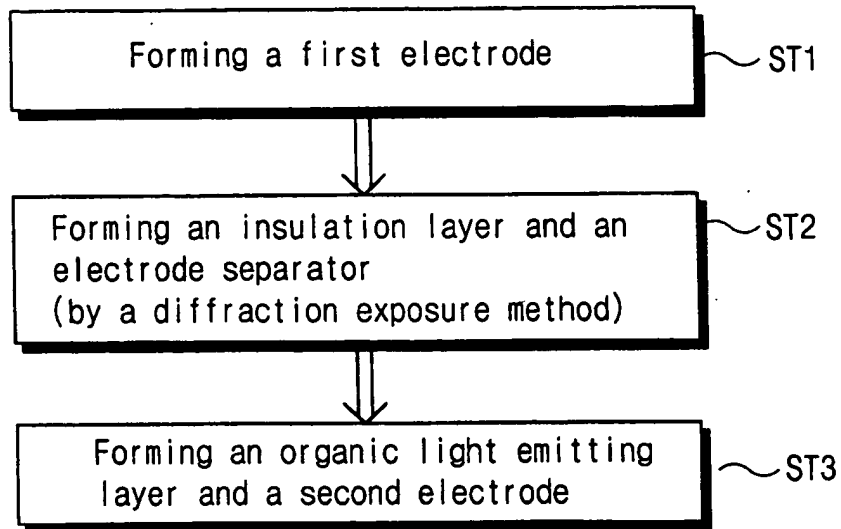 Forming a first electrode
ST1
Forming an insulation layer and an
electrode separator
(by a diffraction exposure method)
ST2
Forming an organic light emitting
layer and a second electrode
ST3